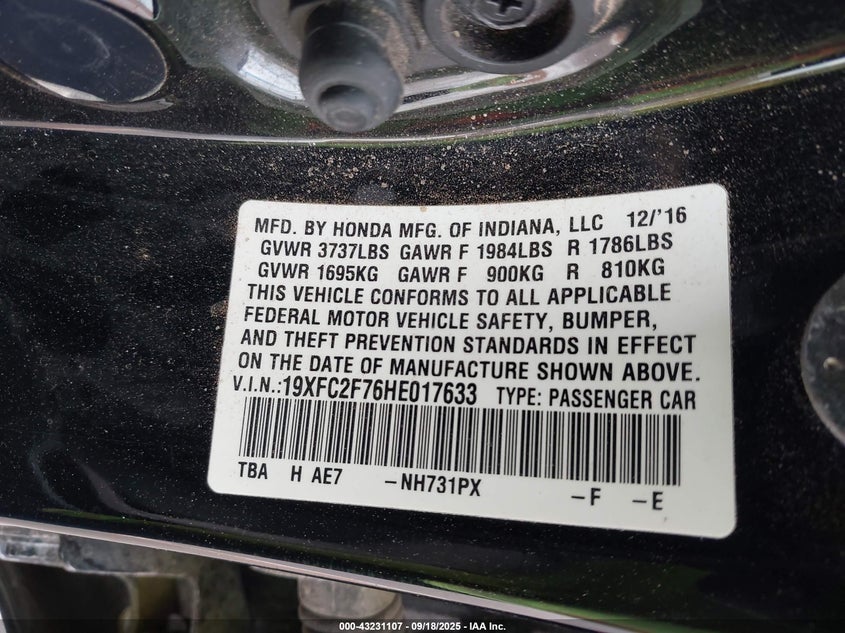 MFD. BY HONDA MFG. OF INDIANA, LLC 12/'16
GVWR 3737LBS GAWR F 1984LBS R 1786LBS
GVWR 1695KG GAWR F 900KG R 810KG
THIS VEHICLE CONFORMS TO ALL APPLICABLE
FEDERAL MOTOR VEHICLE SAFETY, BUMPER,
AND THEFT PREVENTION STANDARDS IN EFFECT
ON THE DATE OF MANUFACTURE SHOWN ABOVE.
V.I.N.:19XFC2F76HE017633 TYPE: PASSENGER CAR
TBA H AE7 -NH731PX -F -E
000-43231107 - 09/18/2025 - IAA Inc.